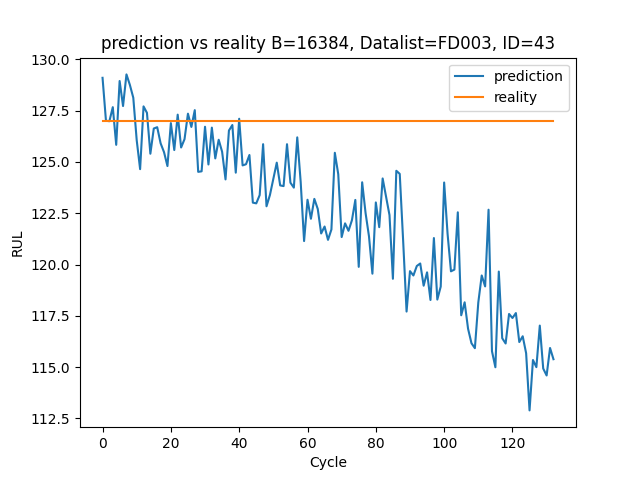 prediction vs reality B=16384, Datalist=FD003, ID=43
prediction
reality
130.0
127.5
125.0
122.5
120.0
117.5
115.0
112.5
RUL
0 20 40 60 80 100 120
Cycle